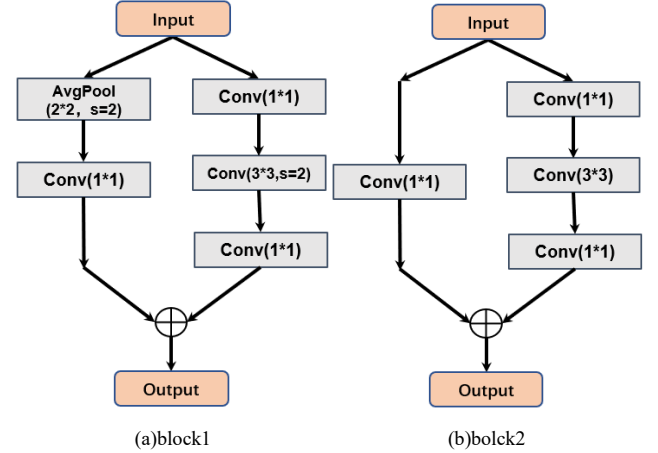 Input
AvgPool
(2*2, s=2)
Conv(1*1)
Conv(1*1)
Conv(3*3,s=2)
Conv(1*1)
Output
(a)block1
Input
Conv(1*1)
Conv(1*1)
Conv(3*3)
Conv(1*1)
Output
(b)bolck2